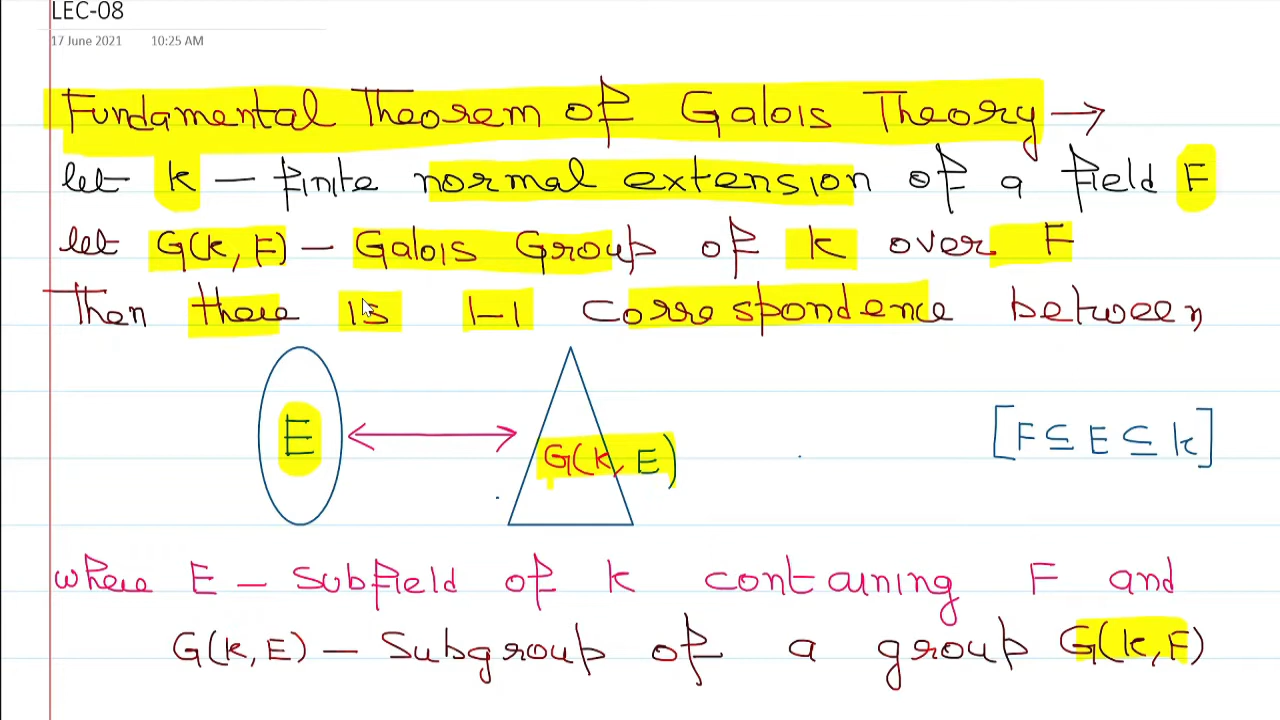 LEC-08
17 June 2021 10:25 AM
Fundamental Theorem of Galois Theory →
let k – finite normal extension of a field F
let G(k, F) – Galois Group of k over F
Then there is 1–1 correspondence between
E ↔ G(k, E) [F ⊆ E ⊆ k]
where E – subfield of k containing F and
G(k, E) – Subgroup of a group G(k, F)